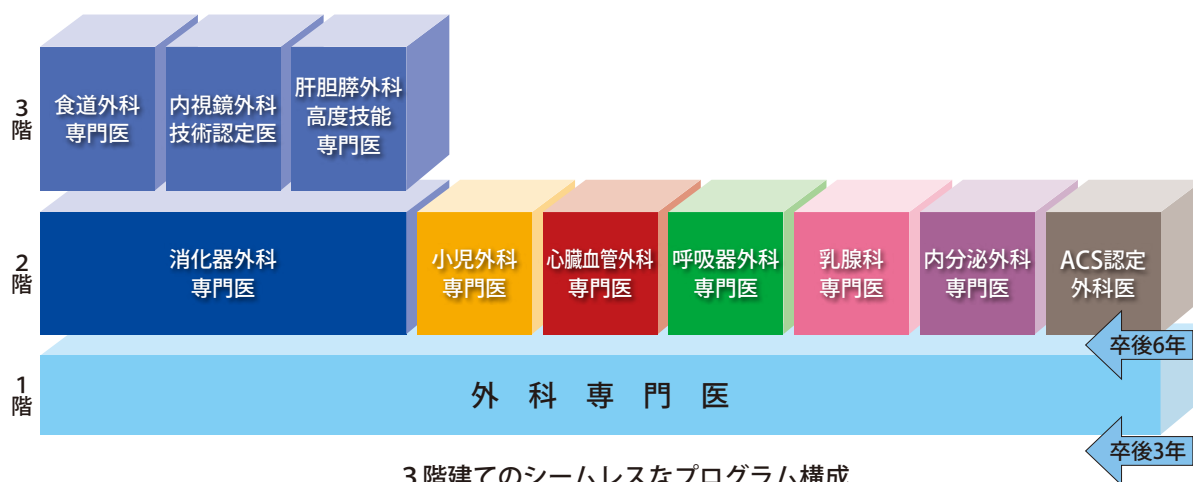 3階
食道外科
専門医
内視鏡外科
技術認定医
肝胆膵外科
高度技能
専門医
2階
消化器外科
専門医
小児外科
専門医
心臓血管外科
専門医
呼吸器外科
専門医
乳腺科
専門医
内分泌外科
専門医
ACS認定
外科医
卒後6年
1階
外科専門医
卒後3年
3階建てのシームレスなプログラム構成